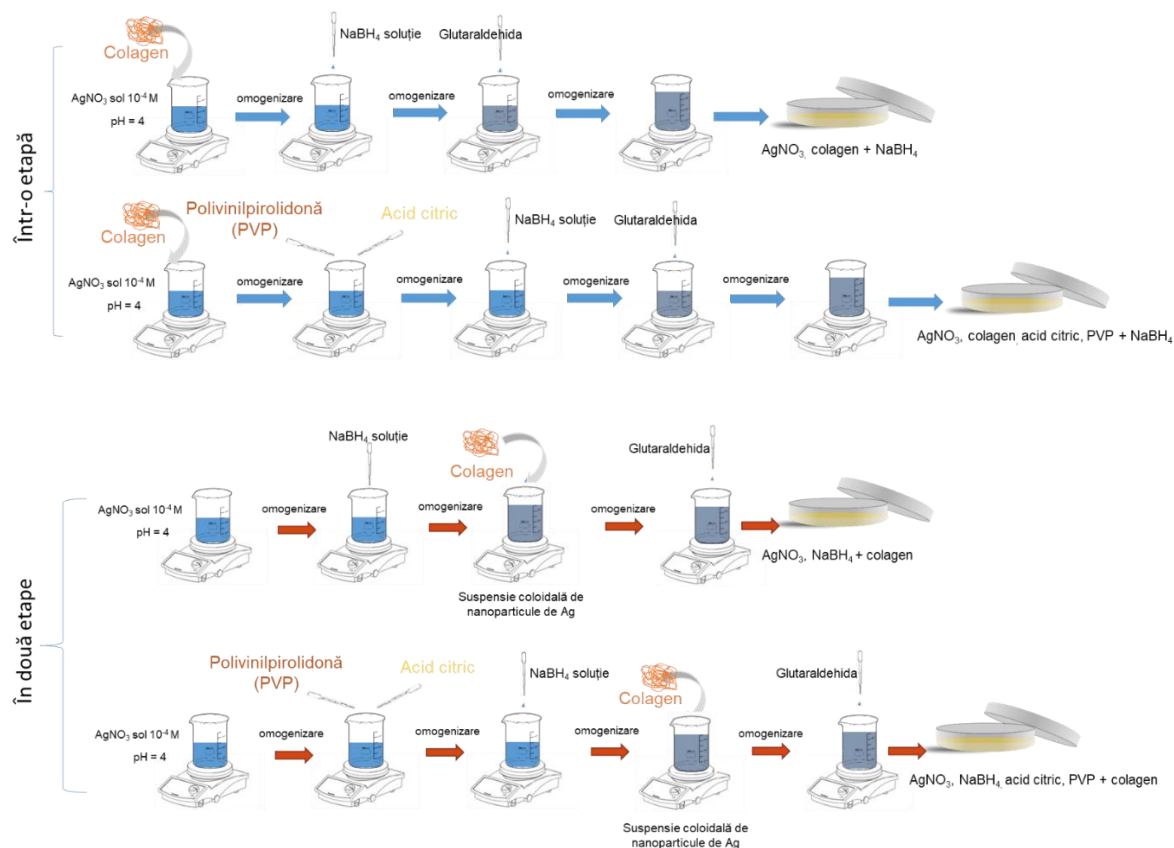 Într-o etapă
Colagen
NaBH4 soluție
Glutaraldehida
AgNO3 sol 10-4 M
pH = 4
omogenizare
omogenizare
omogenizare
AgNO3, colagen + NaBH4
Colagen
Polivinilpirolidonă
(PVP)
Acid citric
NaBH4 soluție
Glutaraldehida
AgNO3 sol 10-4 M
pH = 4
omogenizare
omogenizare
omogenizare
omogenizare
AgNO3, colagen, acid citric, PVP + NaBH4
În două etape
NaBH4 soluție
Colagen
Glutaraldehida
AgNO3 sol 10-4 M
pH = 4
omogenizare
omogenizare
omogenizare
AgNO3, NaBH4 + colagen
Suspensie coloidală de
nanoparticule de Ag
Polivinilpirolidonă
(PVP)
Acid citric
NaBH4 soluție
Colagen
Glutaraldehida
AgNO3 sol 10-4 M
pH = 4
omogenizare
omogenizare
omogenizare
omogenizare
AgNO3, NaBH4, acid citric, PVP + colagen
Suspensie coloidală de
nanoparticule de Ag